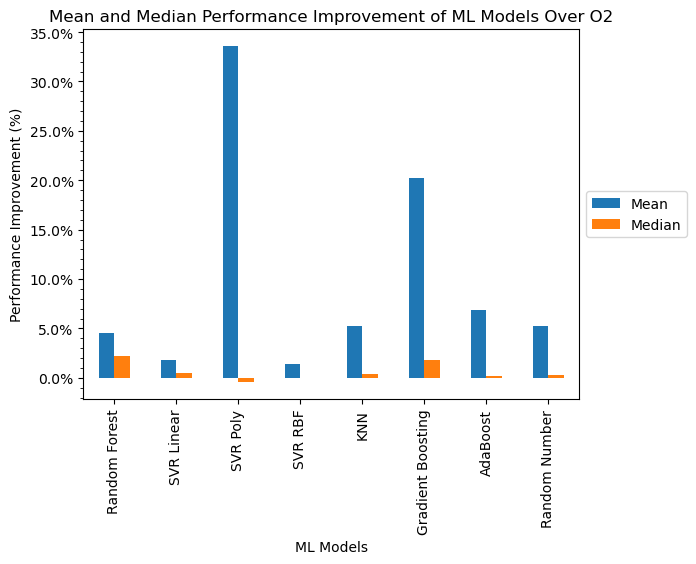 Mean and Median Performance Improvement of ML Models Over O2
Performance Improvement (%)
35.0%
30.0%
25.0%
20.0%
15.0%
10.0%
5.0%
0.0%
Mean
Median
Random Forest
SVR Linear
SVR Poly
SVR RBF
KNN
Gradient Boosting
AdaBoost
Random Number
ML Models